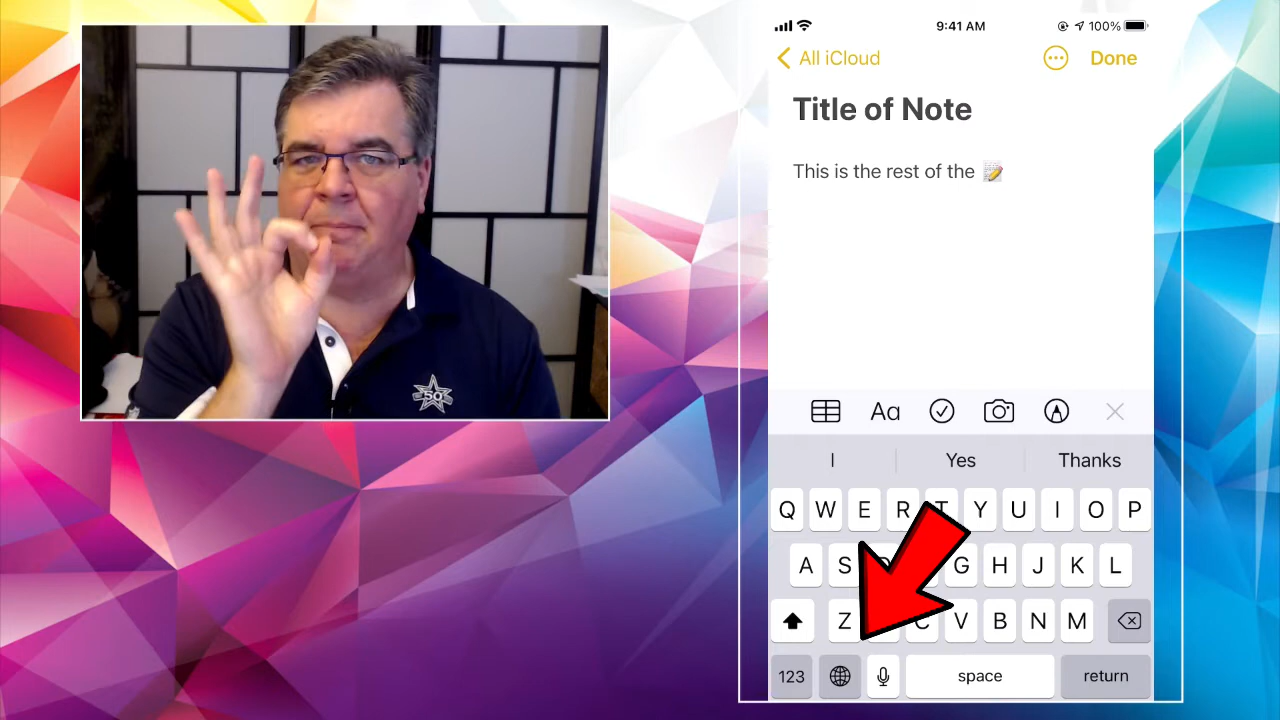 50
9:41 AM
100%
All iCloud
Done
Title of Note
This is the rest of the
Aa
I Yes Thanks
Q W E R T Y U I O P
A S G H J K L
Z C V B N M
123 space return